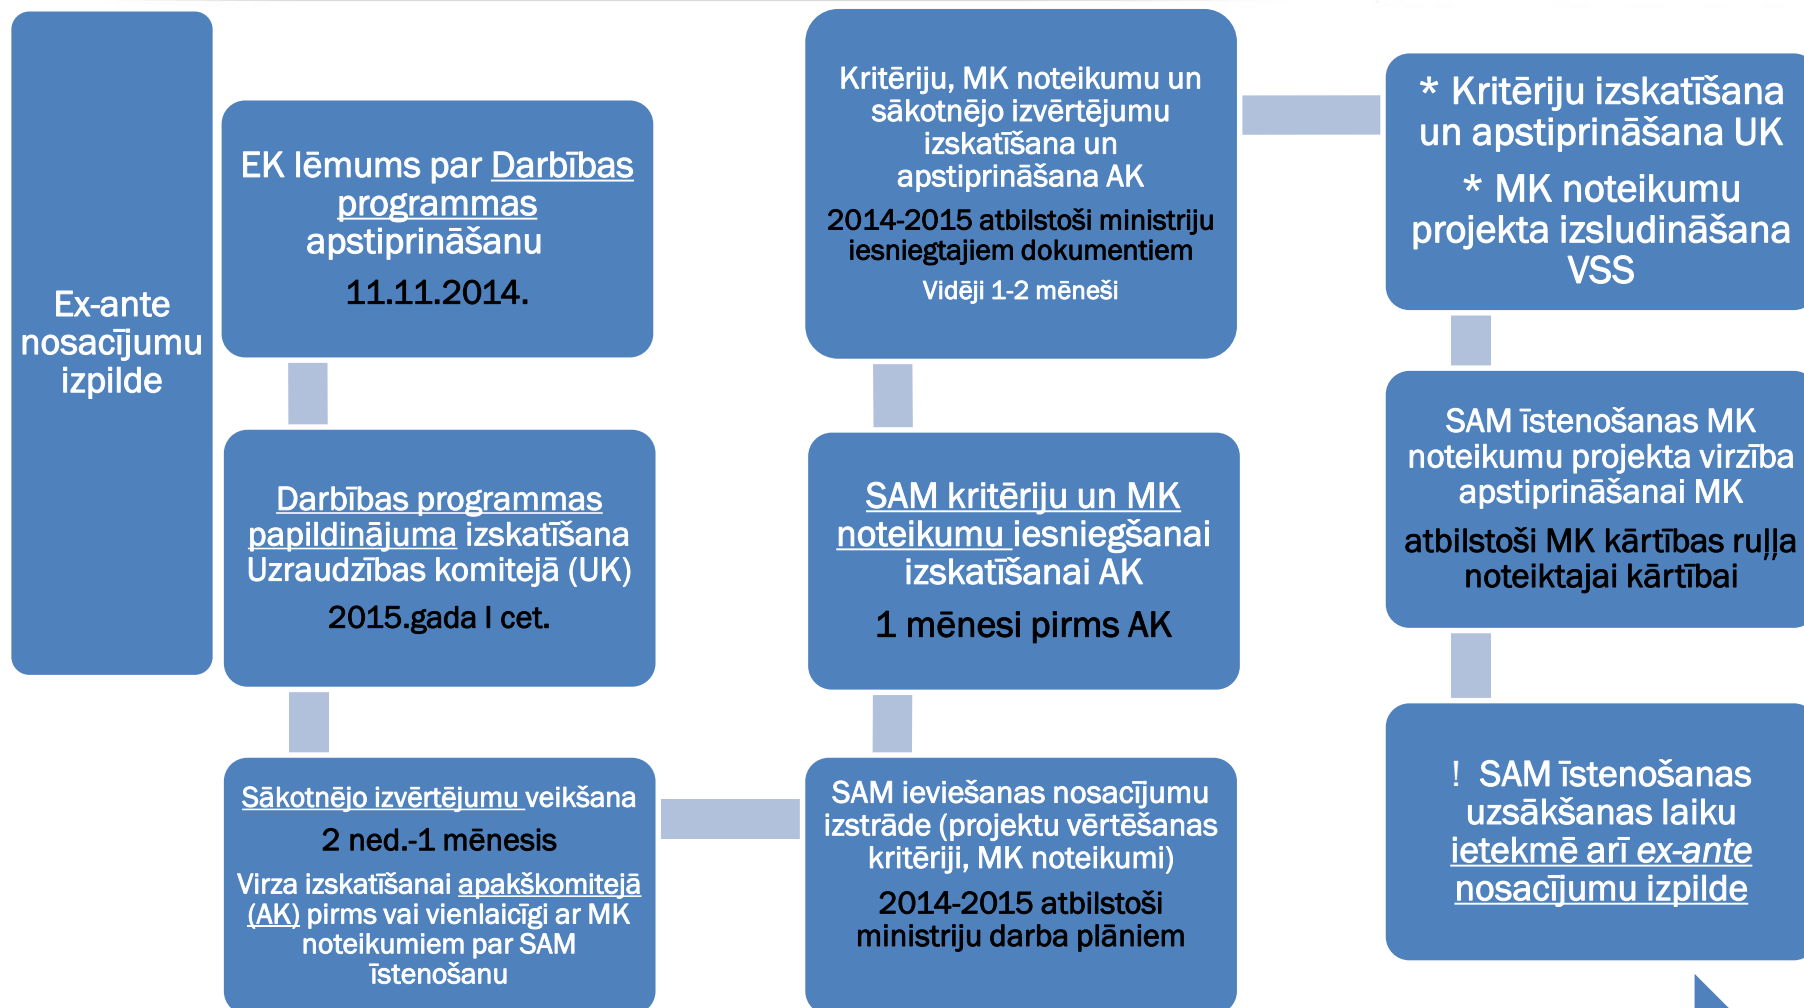 Ex-ante
nosacījumu
izpilde
EK lēmums par Darbības
programmas
apstiprināšanu
11.11.2014.
Darbības programmas
papildinājuma izskatīšana
Uzraudzības komitejā (UK)
2015.gada I cet.
Sākotnējo izvērtējumu veikšana
2 ned.-1 mēnesis
Virza izskatīšanai apakškomitejā
(AK) pirms vai vienlaicīgi ar MK
noteikumiem par SAM
īstenošanu
SAM ieviešanas nosacījumu
izstrāde (projektu vērtēšanas
kritēriji, MK noteikumi)
2014-2015 atbilstoši
ministriju darba plāniem
SAM kritēriju un MK
noteikumu iesniegšanai
izskatīšanai AK
1 mēnesi pirms AK
Kritēriju, MK noteikumu un
sākotnējo izvērtējumu
izskatīšana un
apstiprināšana AK
2014-2015 atbilstoši ministriju
iesniegtajiem dokumentiem
Vidēji 1-2 mēneši
* Kritēriju izskatīšana
un apstiprināšana UK
* MK noteikumu
projekta izsludināšana
VSS
SAM īstenošanas MK
noteikumu projekta virzība
apstiprināšanai MK
atbilstoši MK kārtības ruļļa
noteiktajai kārtībai
! SAM īstenošanas
uzsākšanas laiku
ietekmē arī ex-ante
nosacījumu izpilde